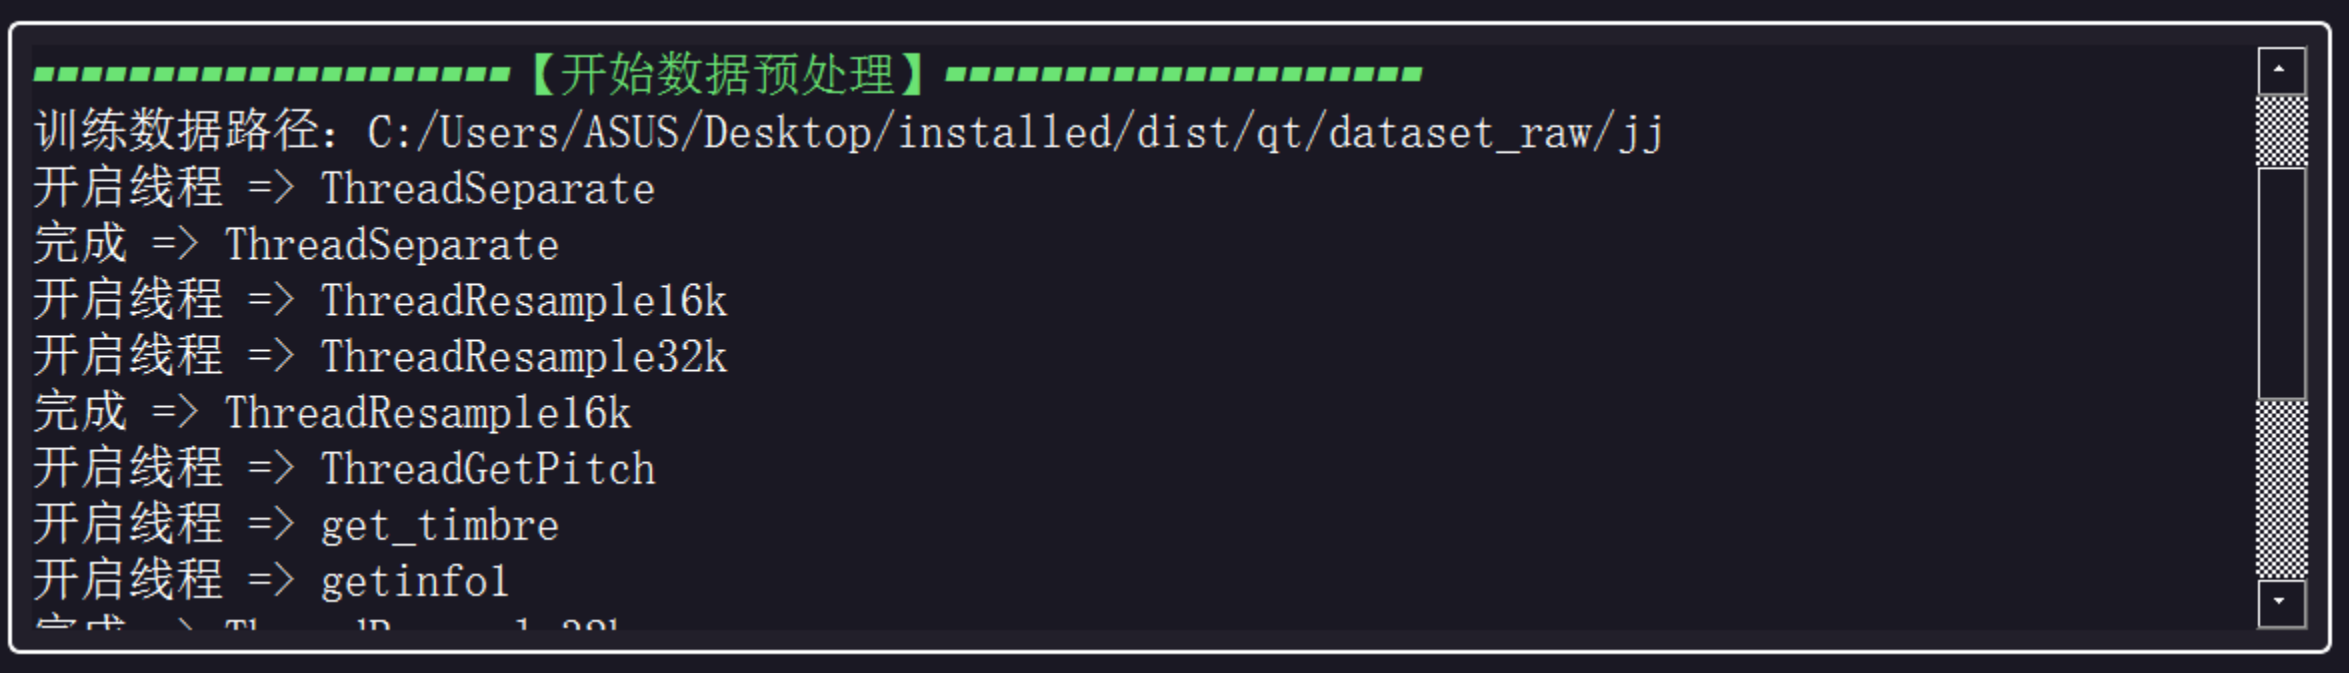 --------------------【开始数据预处理】--------------------
训练数据路径：C:/Users/ASUS/Desktop/installed/dist/qt/dataset_raw/jj
开启线程 => ThreadSeparate
完成 => ThreadSeparate
开启线程 => ThreadResample16k
开启线程 => ThreadResample32k
完成 => ThreadResample16k
开启线程 => ThreadGetPitch
开启线程 => get_timbre
开启线程 => getinfo1
完成 => ThreadResample32k